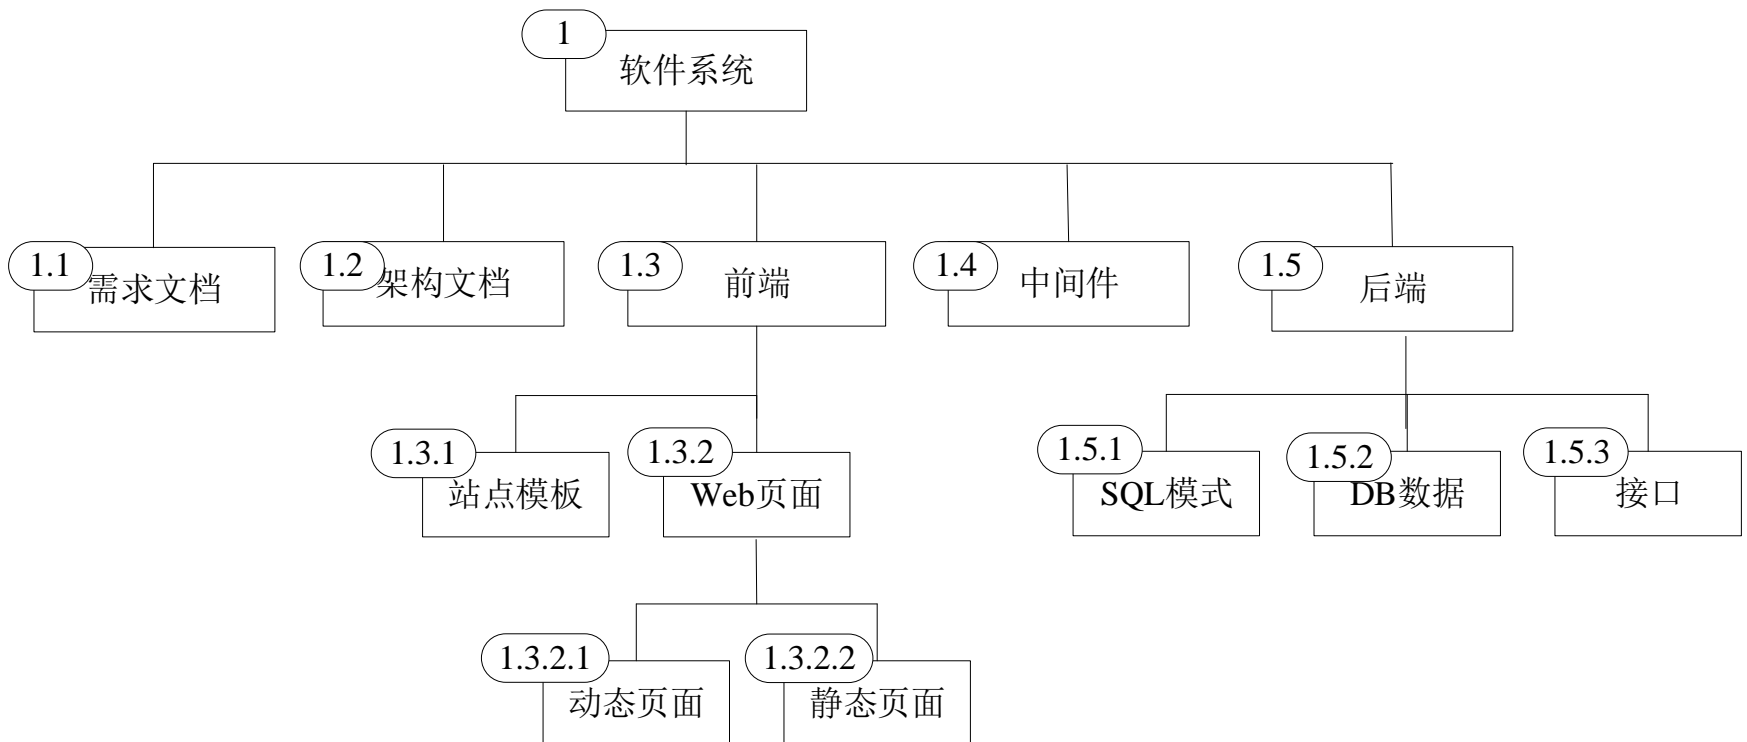 1
软件系统
1.1
需求文档
1.2
架构文档
1.3
前端
1.4
中间件
1.5
后端
1.3.1
站点模板
1.3.2
Web页面
1.5.1
SQL模式
1.5.2
DB数据
1.5.3
接口
1.3.2.1
动态页面
1.3.2.2
静态页面